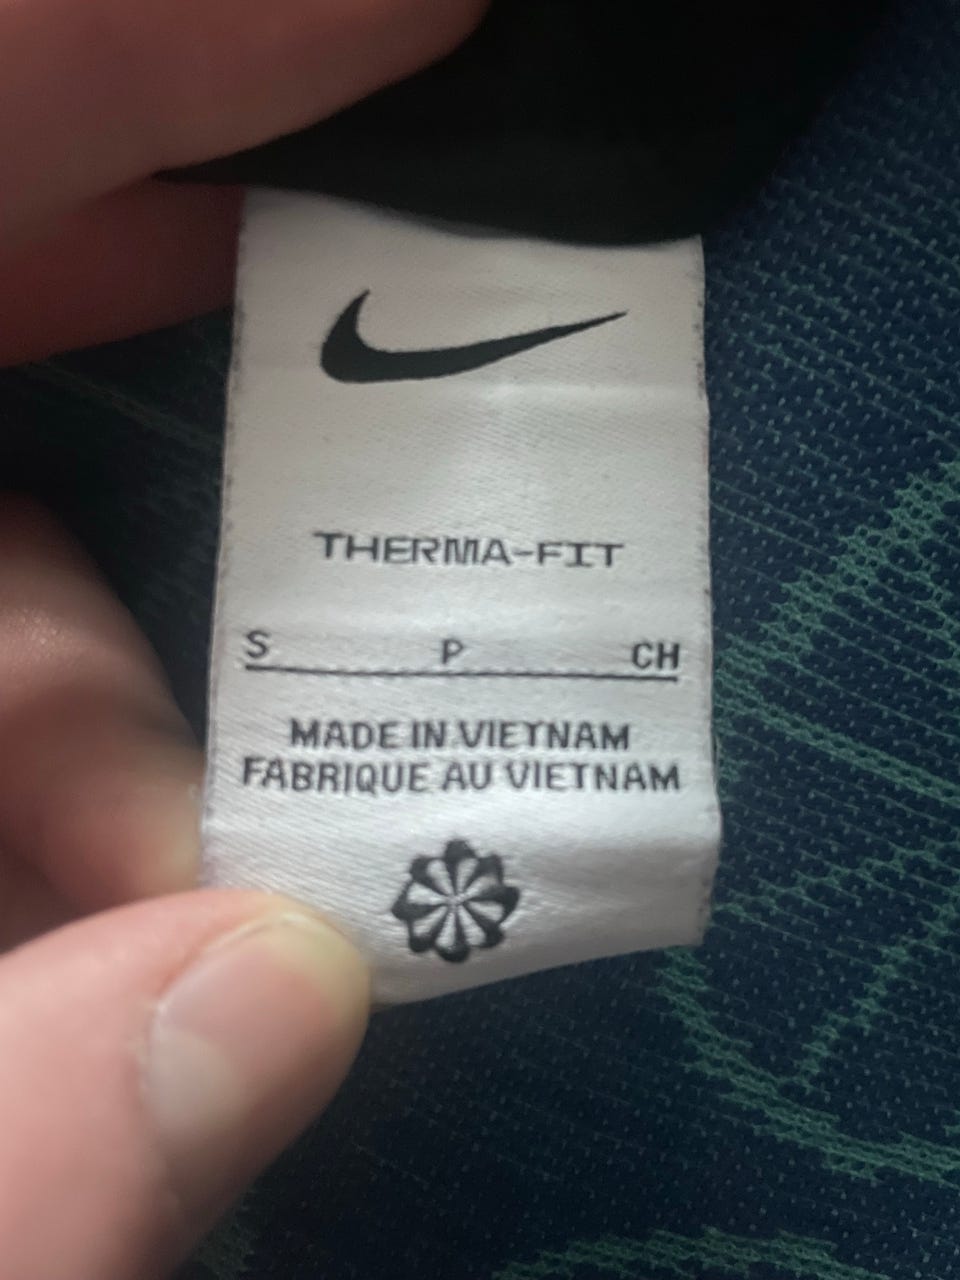 THERMA-FIT
S P CH
MADE IN VIETNAM
FABRIQUE AU VIETNAM